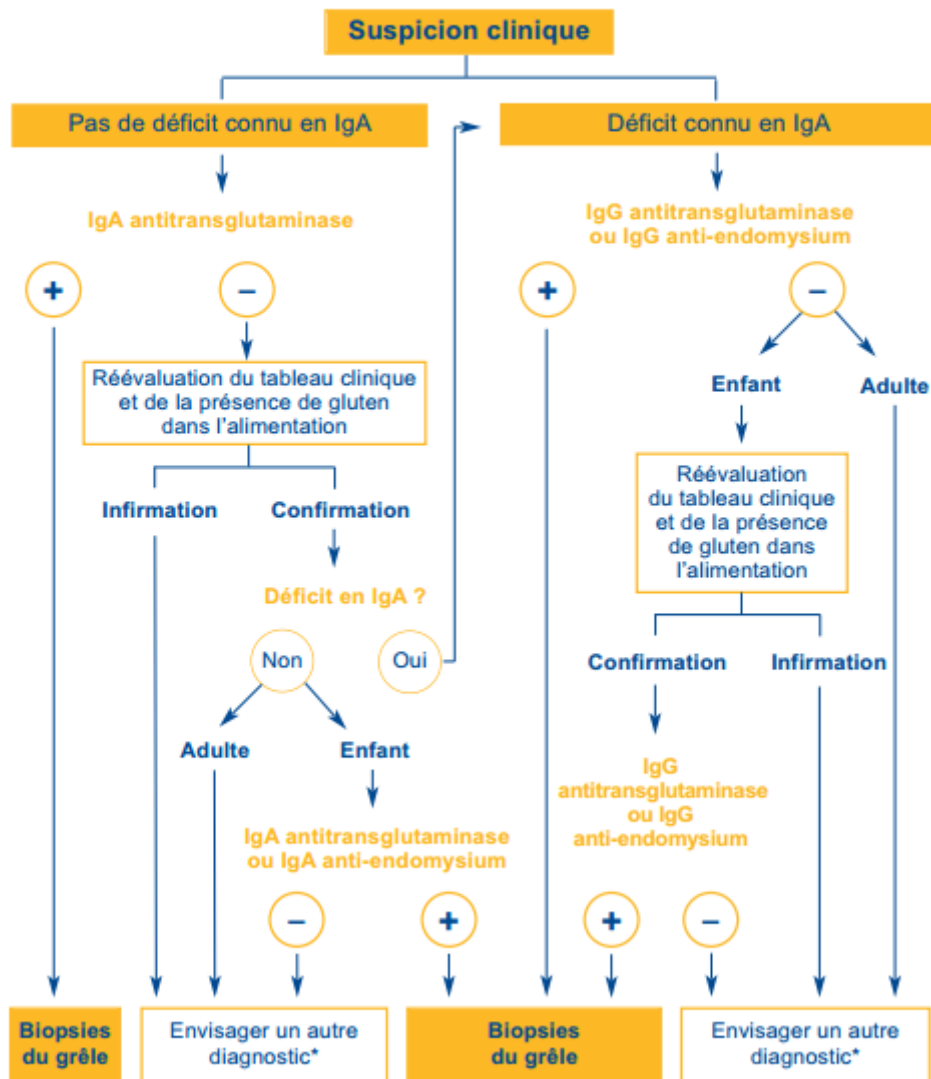 Suspicion clinique
Pas de déficit connu en IgA
Déficit connu en IgA
IgA antitransglutaminase
IgG antitransglutaminase
ou IgG anti-endomysium
+
–
+
–
Réévaluation du tableau clinique
et de la présence de gluten
dans l'alimentation
Enfant
Adulte
Réévaluation
du tableau clinique
et de la présence
de gluten dans
l'alimentation
Infirmation
Confirmation
Déficit en IgA ?
Non
Oui
Confirmation
Infirmation
Adulte
Enfant
IgG
antitransglutaminase
ou IgG
anti-endomysium
IgA antitransglutaminase
ou IgA anti-endomysium
–
+
+
–
Biopsies
du grêle
Envisager un autre
diagnostic*
Biopsies
du grêle
Envisager un autre
diagnostic*